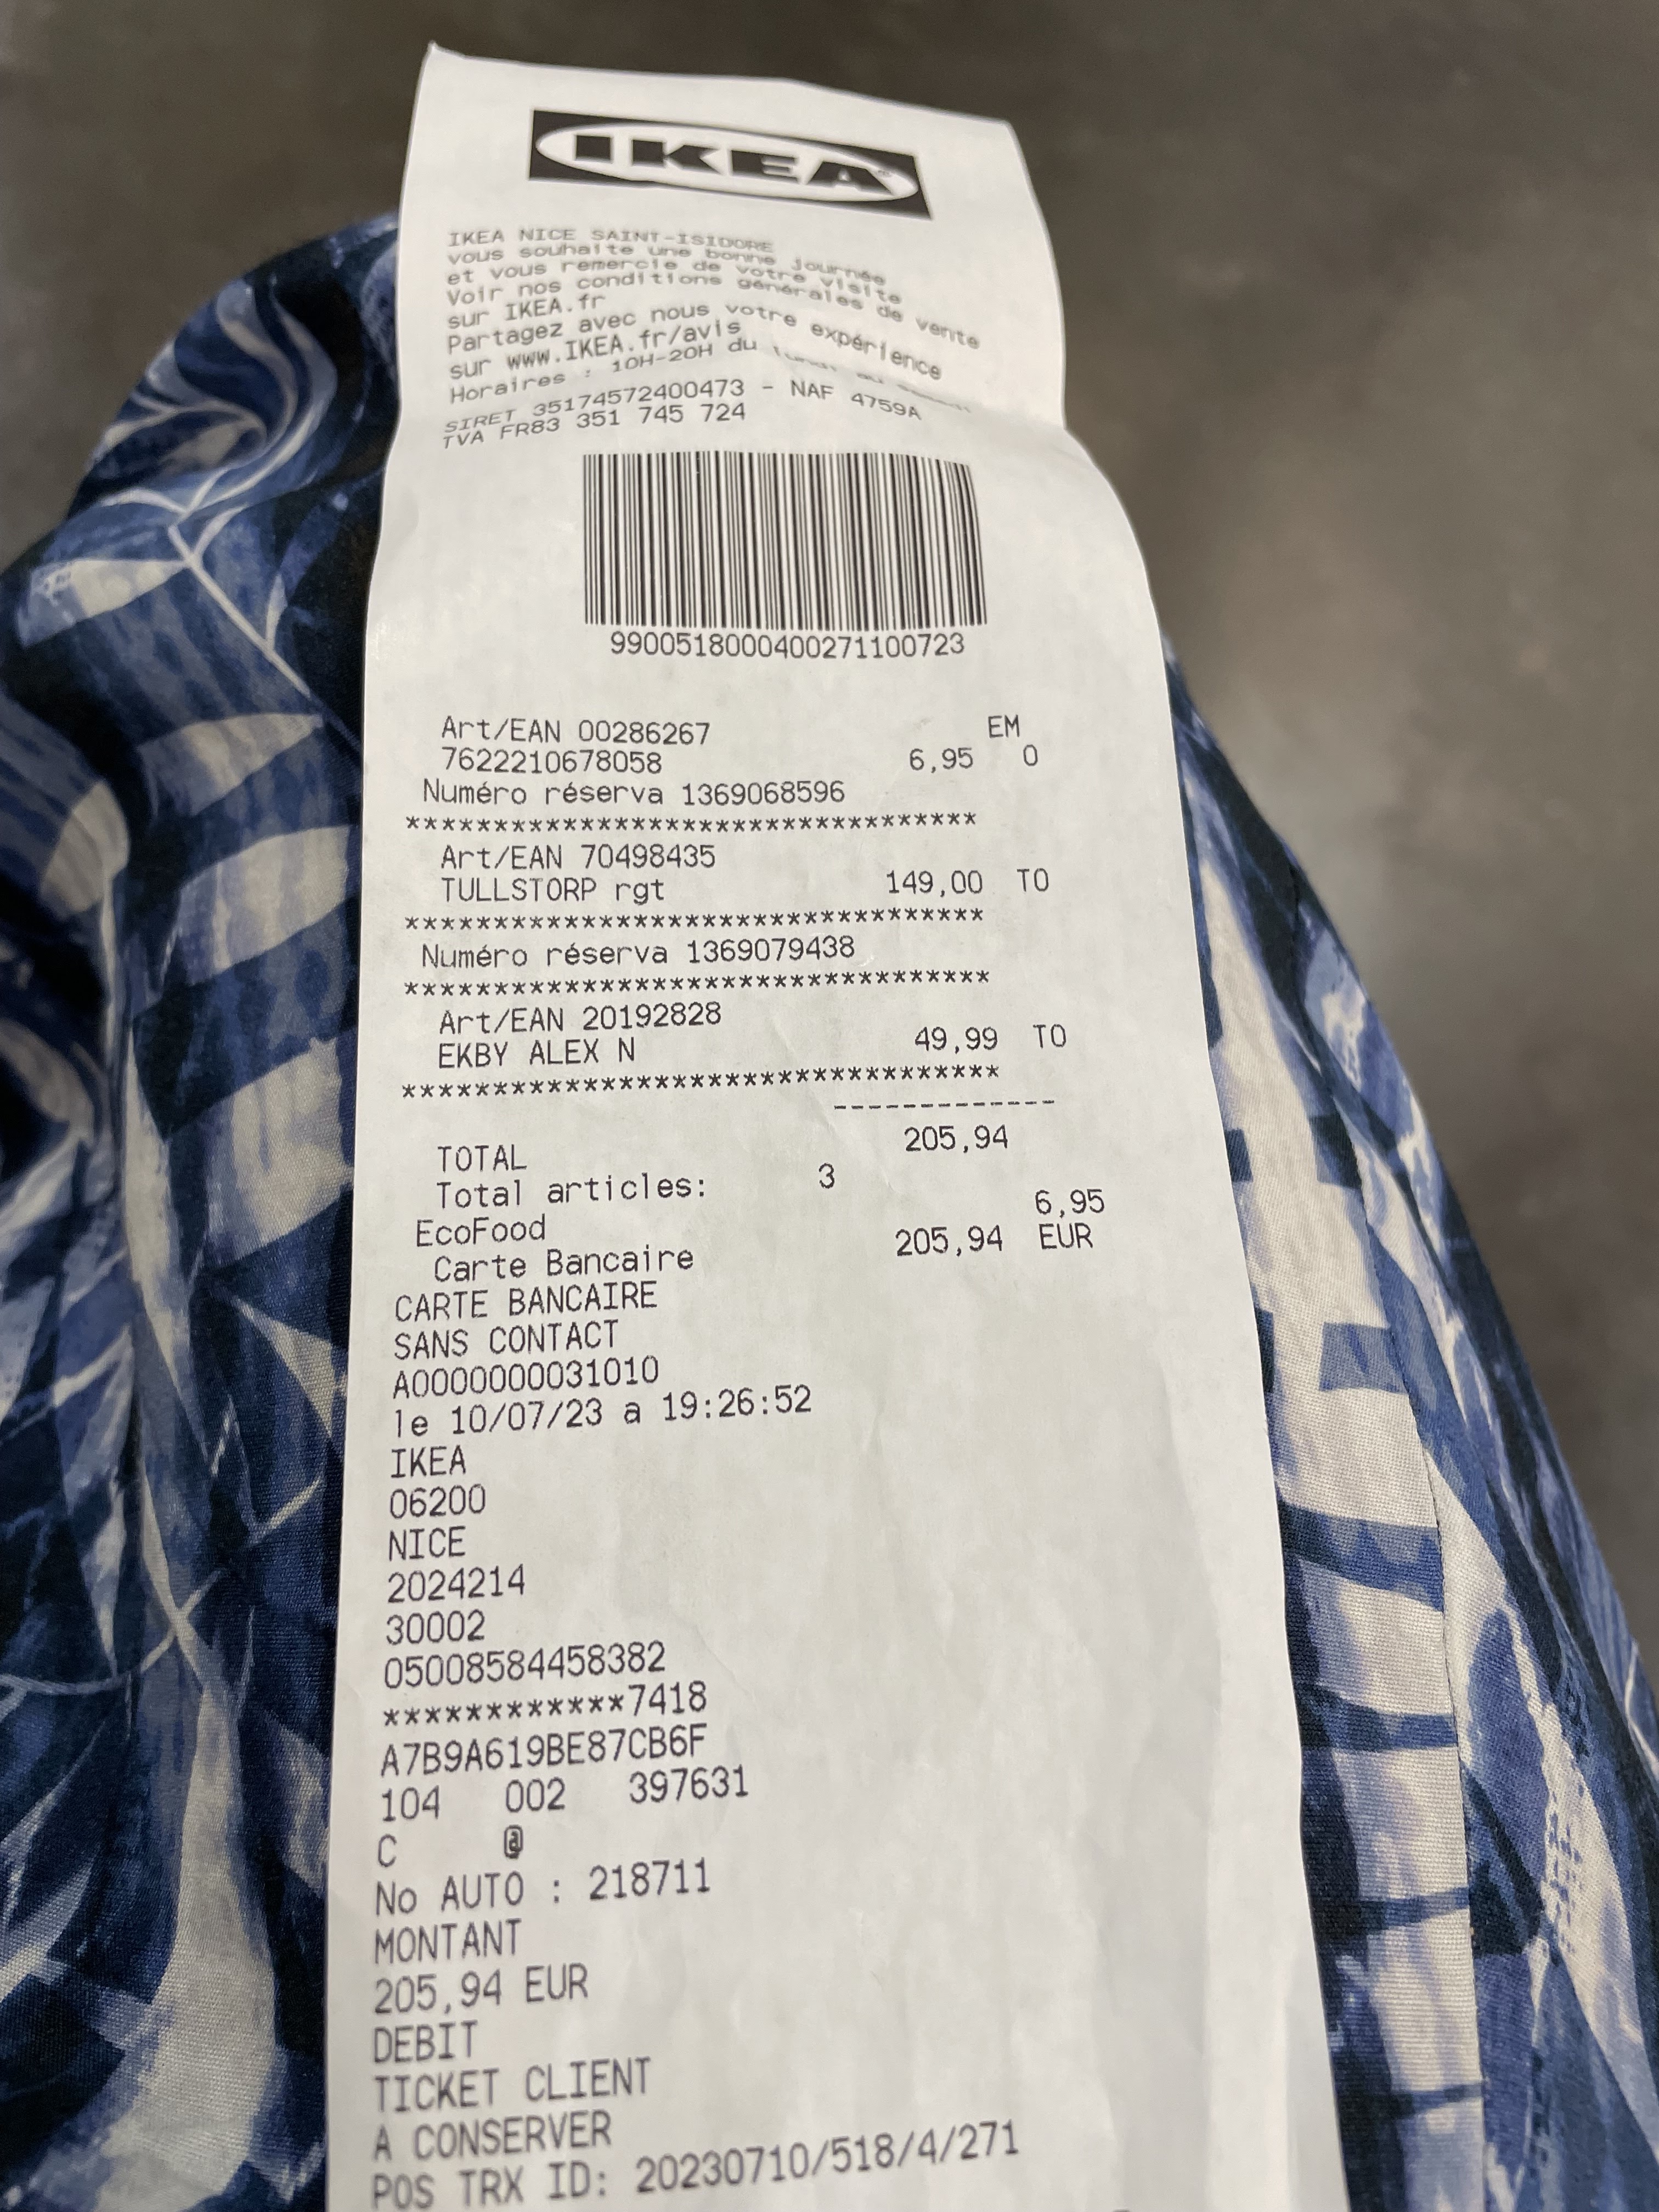 IKEA
IKEA NICE SAINT-ISIDORE
vous souhaite une bonne journée
et vous remercie de votre visite
Voir nos conditions générales de vente
sur IKEA.fr
Partagez avec nous votre expérience
sur www.IKEA.fr/avis
Horaires : 10H-20H du
SIRET 35174572400473 - NAF 4759A
TVA FR83 351 745 724
9900518000400271100723
Art/EAN 00286267 EM
7622210678058 6,95 0
Numéro réserva 1369068596
********************************
Art/EAN 70498435
TULLSTORP rgt 149,00 T0
********************************
Numéro réserva 1369079438
********************************
Art/EAN 20192828
EKBY ALEX N 49,99 T0
********************************
-------------
TOTAL 205,94
Total articles: 3
EcoFood 6,95
Carte Bancaire 205,94 EUR
CARTE BANCAIRE
SANS CONTACT
A0000000031010
le 10/07/23 a 19:26:52
IKEA
06200
NICE
2024214
30002
05008584458382
************7418
A7B9A619BE87CB6F
104 002 397631
C @
No AUTO : 218711
MONTANT
205,94 EUR
DEBIT
TICKET CLIENT
A CONSERVER
POS TRX ID: 20230710/518/4/271